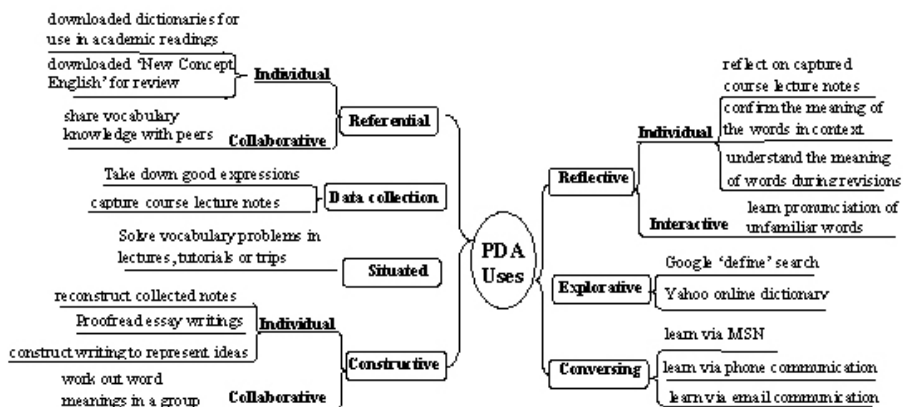 downloaded dictionaries for
use in academic readings
downloaded 'New Concept
English' for review
Individual
share vocabulary
knowledge with peers
Collaborative
Referential
Take down good expressions
capture course lecture notes
Data collection
Solve vocabulary problems in
lectures, tutorials or trips
Situated
reconstruct collected notes
Proofread essay writings
construct writing to represent ideas
Individual
work out word
meanings in a group
Collaborative
Constructive
PDA
Uses
reflect on captured
course lecture notes
confirm the meaning of
the words in context
understand the meaning
of words during revisions
Individual
Reflective
Interactive
learn pronunciation of
unfamiliar words
Explorative
Google 'define' search
Yahoo online dictionary
Conversing
learn via MSN
learn via phone communication
learn via email communication